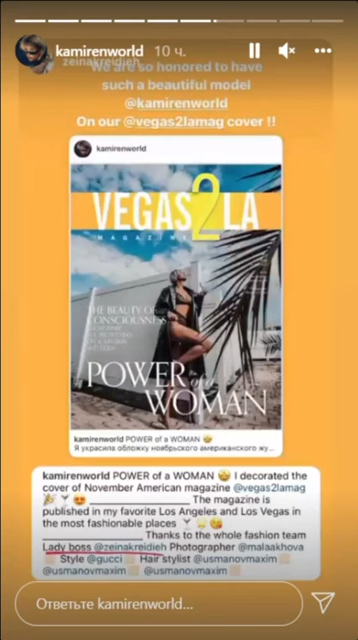 kamirenworld 10 ч.
zeinakreidieh
We are so honored to have
such a beautiful model
@kamirenworld
On our @vegas2lamag cover !!
kamirenworld
VEGAS2LA
MAGAZINE
THE BEAUTY OF
CONSCIOUSNESS
POWER of a
WOMAN
kamirenworld POWER of a WOMAN 🤩
Я украсила обложку ноябрьского американского жу...
kamirenworld POWER of a WOMAN 🤩 I decorated the
cover of November American magazine @vegas2lamag
🎉🍸😍 The magazine is
published in my favorite Los Angeles and Los Vegas in
the most fashionable places 🍸
Thanks to the whole fashion team
Lady boss @zeinakreidieh Photographer @malaakhova
Style @gucci Hair stylist @usmanovmaxim
@usmanovmaxim @usmanovmaxim
Ответьте kamirenworld...